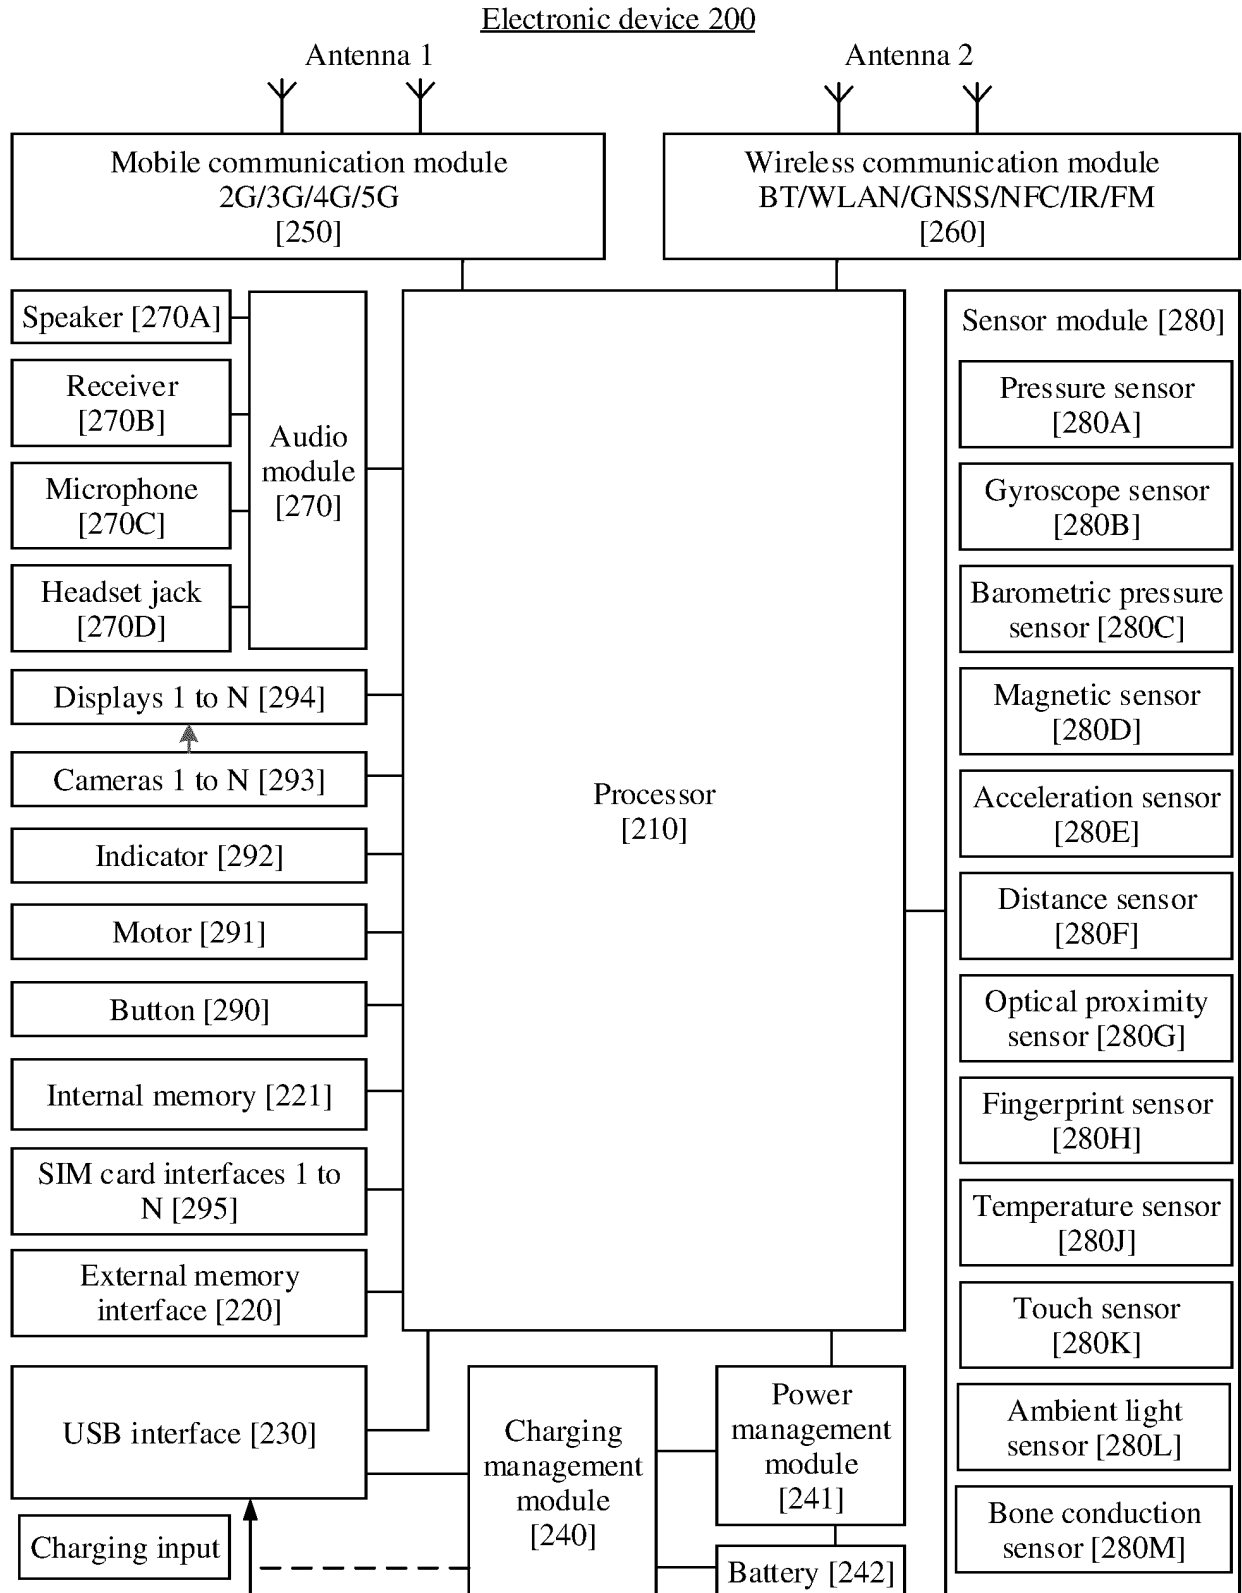 Electronic device 200
Antenna 1
Antenna 2
Mobile communication module
2G/3G/4G/5G
[250]
Wireless communication module
BT/WLAN/GNSS/NFC/IR/FM
[260]
Speaker [270A]
Receiver
[270B]
Microphone
[270C]
Headset jack
[270D]
Audio
module
[270]
Displays 1 to N [294]
Cameras 1 to N [293]
Indicator [292]
Motor [291]
Button [290]
Internal memory [221]
SIM card interfaces 1 to
N [295]
External memory
interface [220]
USB interface [230]
Charging input
Processor
[210]
Charging
management
module
[240]
Power
management
module
[241]
Battery [242]
Sensor module [280]
Pressure sensor
[280A]
Gyroscope sensor
[280B]
Barometric pressure
sensor [280C]
Magnetic sensor
[280D]
Acceleration sensor
[280E]
Distance sensor
[280F]
Optical proximity
sensor [280G]
Fingerprint sensor
[280H]
Temperature sensor
[280J]
Touch sensor
[280K]
Ambient light
sensor [280L]
Bone conduction
sensor [280M]